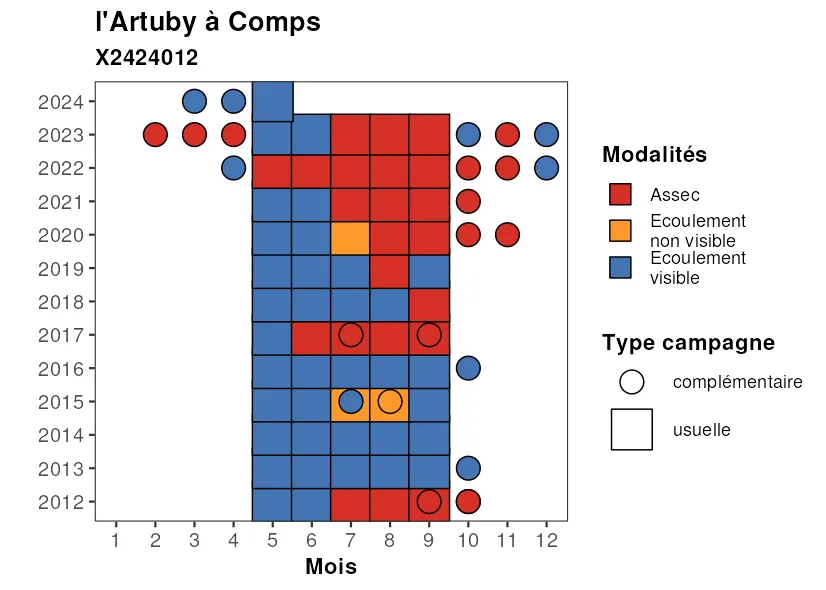 l'Artuby à Comps
X2424012
2024
2023
2022
2021
2020
2019
2018
2017
2016
2015
2014
2013
2012
1 2 3 4 5 6 7 8 9 10 11 12
Mois
Modalités
Assec
Ecoulement
non visible
Ecoulement
visible
Type campagne
complémentaire
usuelle